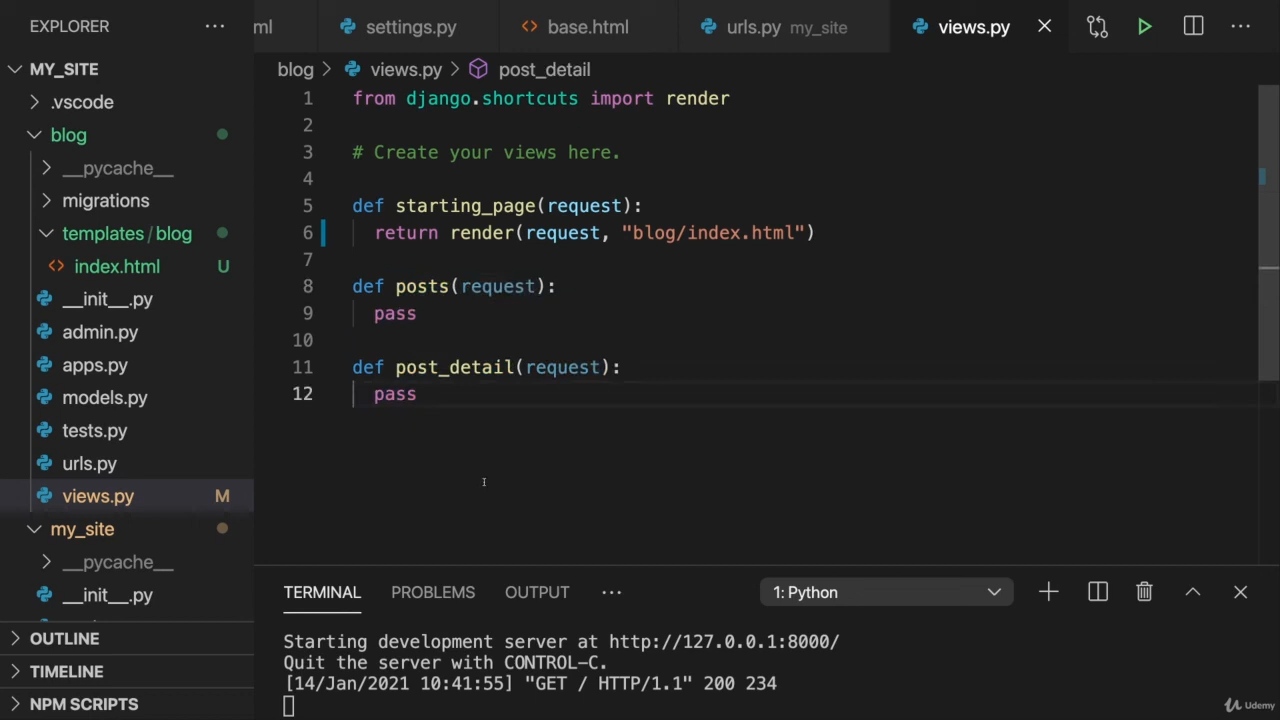 EXPLORER
ml
settings.py
base.html
urls.py my_site
views.py
MY_SITE
.vscode
blog
__pycache__
migrations
templates/blog
index.html U
__init__.py
admin.py
apps.py
models.py
tests.py
urls.py
views.py M
my_site
__pycache__
__init__.py
OUTLINE
TIMELINE
NPM SCRIPTS
blog > views.py > post_detail
1 from django.shortcuts import render
2
3 # Create your views here.
4
5 def starting_page(request):
6 return render(request, "blog/index.html")
7
8 def posts(request):
9 pass
10
11 def post_detail(request):
12 pass
TERMINAL PROBLEMS OUTPUT ··· 1: Python
Starting development server at http://127.0.0.1:8000/
Quit the server with CONTROL-C.
[14/Jan/2021 10:41:55] "GET / HTTP/1.1" 200 234
Udemy